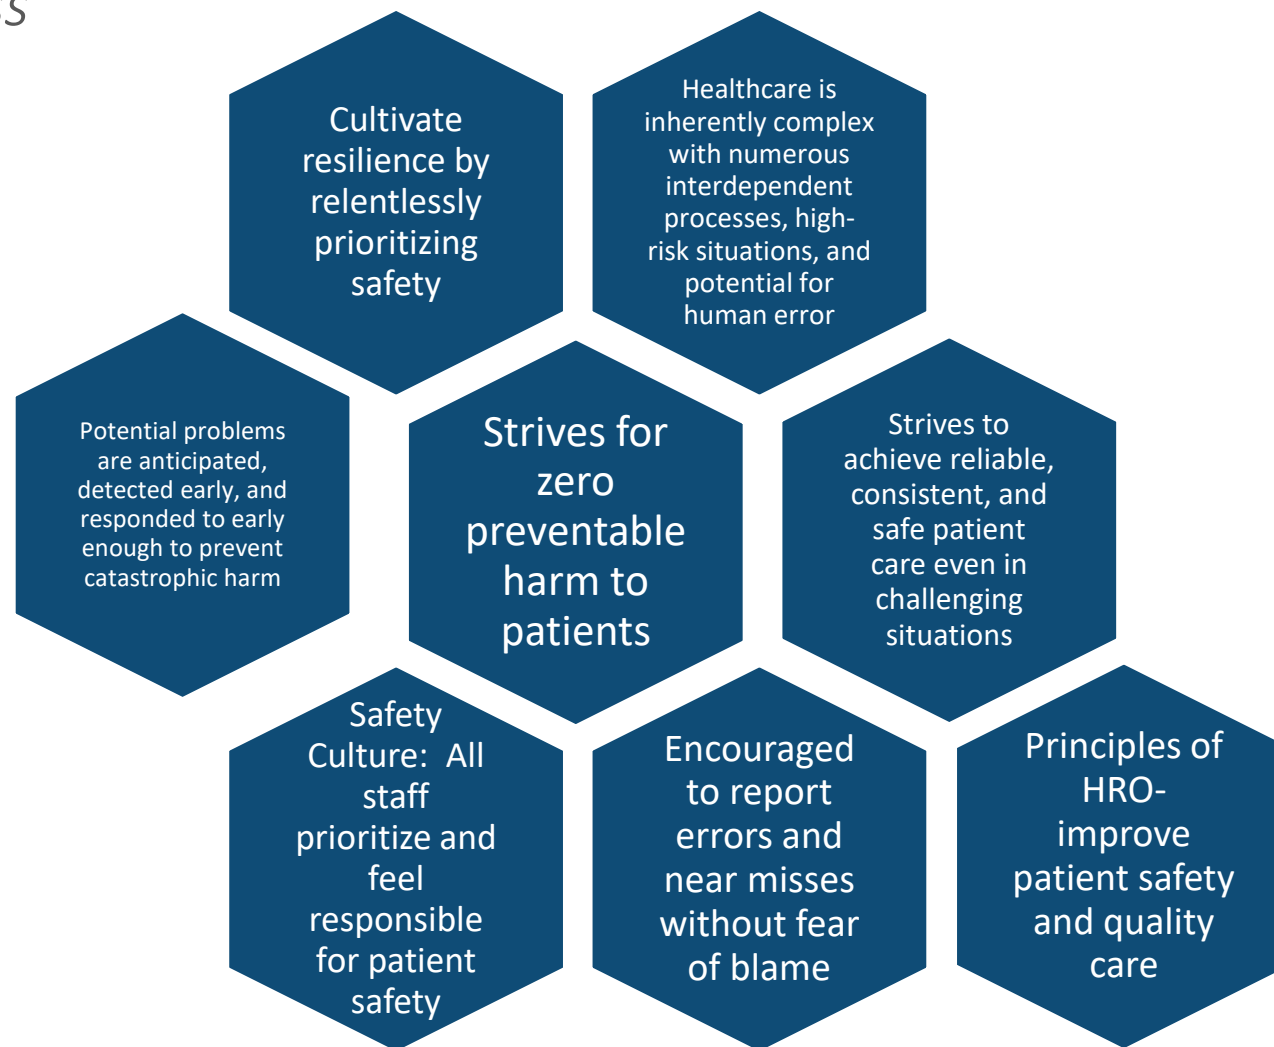 ss
Cultivate
resilience by
relentlessly
prioritizing
safety
Healthcare is
inherently complex
with numerous
interdependent
processes, high-
risk situations, and
potential for
human error
Potential problems
are anticipated,
detected early, and
responded to early
enough to prevent
catastrophic harm
Strives for
zero
preventable
harm to
patients
Strives to
achieve reliable,
consistent, and
safe patient
care even in
challenging
situations
Safety
Culture:  All
staff
prioritize and
feel
responsible
for patient
safety
Encouraged
to report
errors and
near misses
without fear
of blame
Principles of
HRO-
improve
patient safety
and quality
care